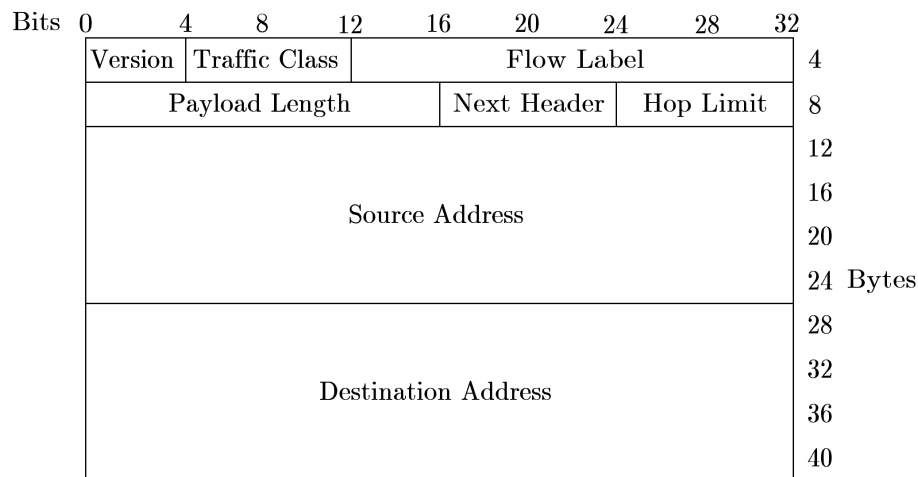 Bits 0 4 8 12 16 20 24 28 32
Version Traffic Class Flow Label 4
Payload Length Next Header Hop Limit 8
12
16
Source Address
20
24 Bytes
28
32
Destination Address
36
40